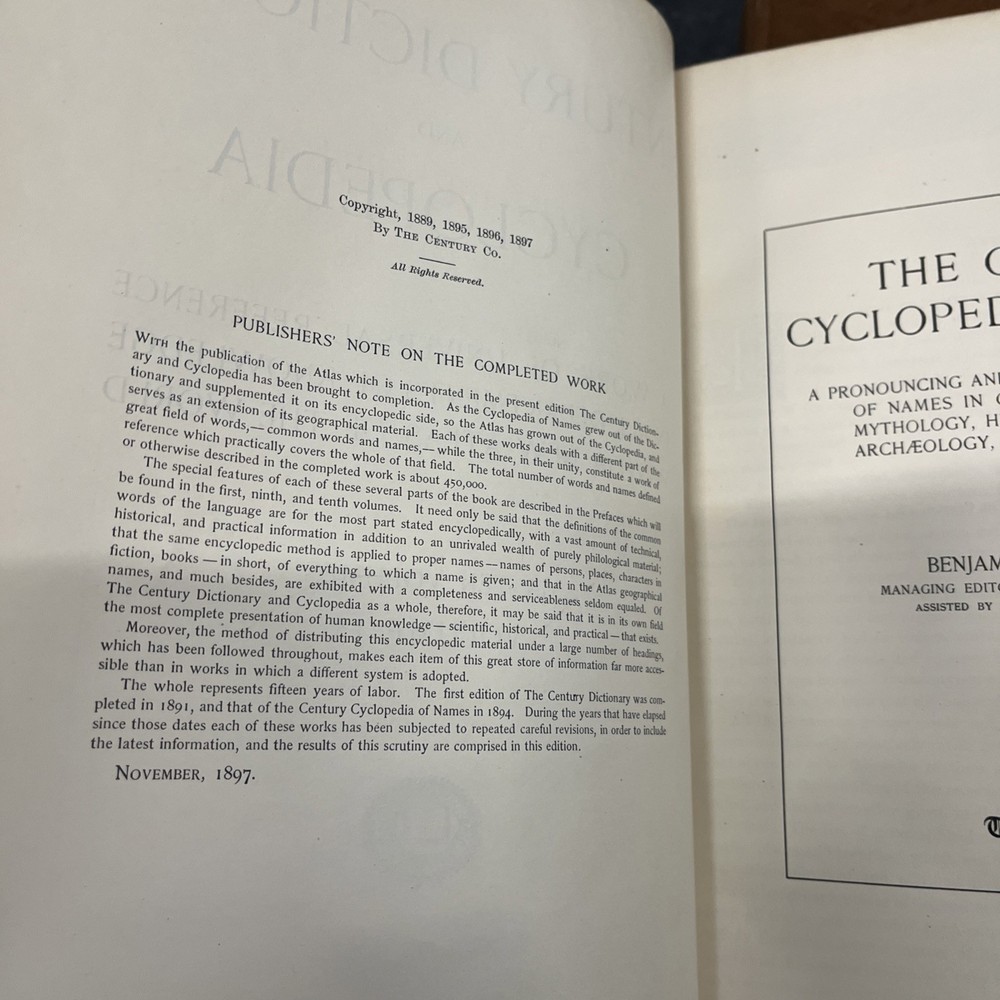 Copyright, 1889, 1895, 1896, 1897
By The Century Co.
All Rights Reserved.
PUBLISHERS' NOTE ON THE COMPLETED WORK
With the publication of the Atlas which is incorporated in the present edition The Century Diction-
ary and Cyclopedia has been brought to completion. As the Cyclopedia of Names grew out of the Dic-
tionary and supplemented it on its encyclopedic side, so the Atlas has grown out of the Cyclopedia, and
serves as an extension of its geographical material. Each of these works deals with a different part of the
great field of words,— common words and names,— while the three, in their unity, constitute a work of
reference which practically covers the whole of that field. The total number of words and names defined
or otherwise described in the completed work is about 450,000.
The special features of each of these several parts of the book are described in the Prefaces which will
be found in the first, ninth, and tenth volumes. It need only be said that the definitions of the common
words of the language are for the most part stated encyclopedically, with a vast amount of technical,
historical, and practical information in addition to an unrivaled wealth of purely philological material;
that the same encyclopedic method is applied to proper names — names of persons, places, characters in
fiction, books — in short, of everything to which a name is given; and that in the Atlas geographical
names, and much besides, are exhibited with a completeness and serviceableness seldom equaled. Of
The Century Dictionary and Cyclopedia as a whole, therefore, it may be said that it is in its own field
the most complete presentation of human knowledge — scientific, historical, and practical — that exists.
Moreover, the method of distributing this encyclopedic material under a large number of headings,
which has been followed throughout, makes each item of this great store of information far more acces-
sible than in works in which a different system is adopted.
The whole represents fifteen years of labor. The first edition of The Century Dictionary was com-
pleted in 1891, and that of the Century Cyclopedia of Names in 1894. During the years that have elapsed
since those dates each of these works has been subjected to repeated careful revisions, in order to include
the latest information, and the results of this scrutiny are comprised in this edition.
November, 1897.
THE C
CYCLOPED
A PRONOUNCING AN
OF NAMES IN
MYTHOLOGY, H
ARCHÆOLOGY,
BENJAM
MANAGING EDITO
ASSISTED BY